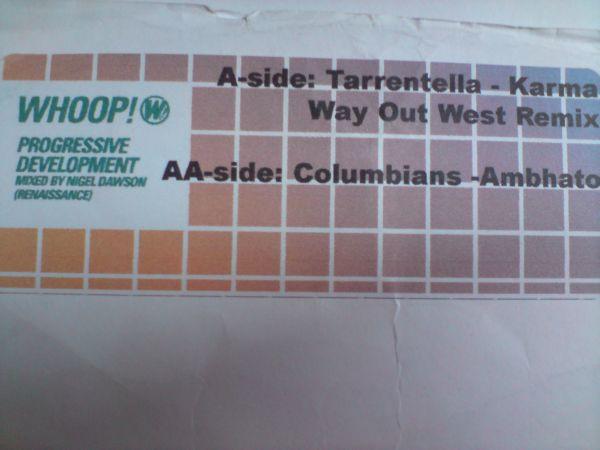 A-side: Tarrentella - Karma
Way Out West Remix
AA-side: Columbians -Ambhato
WHOOP! W
PROGRESSIVE
DEVELOPMENT
MIXED BY NIGEL DAWSON
(RENAISSANCE)